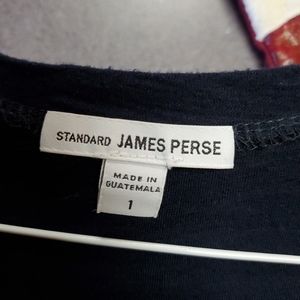 STANDARD JAMES PERSE
MADE IN
GUATEMALA
1